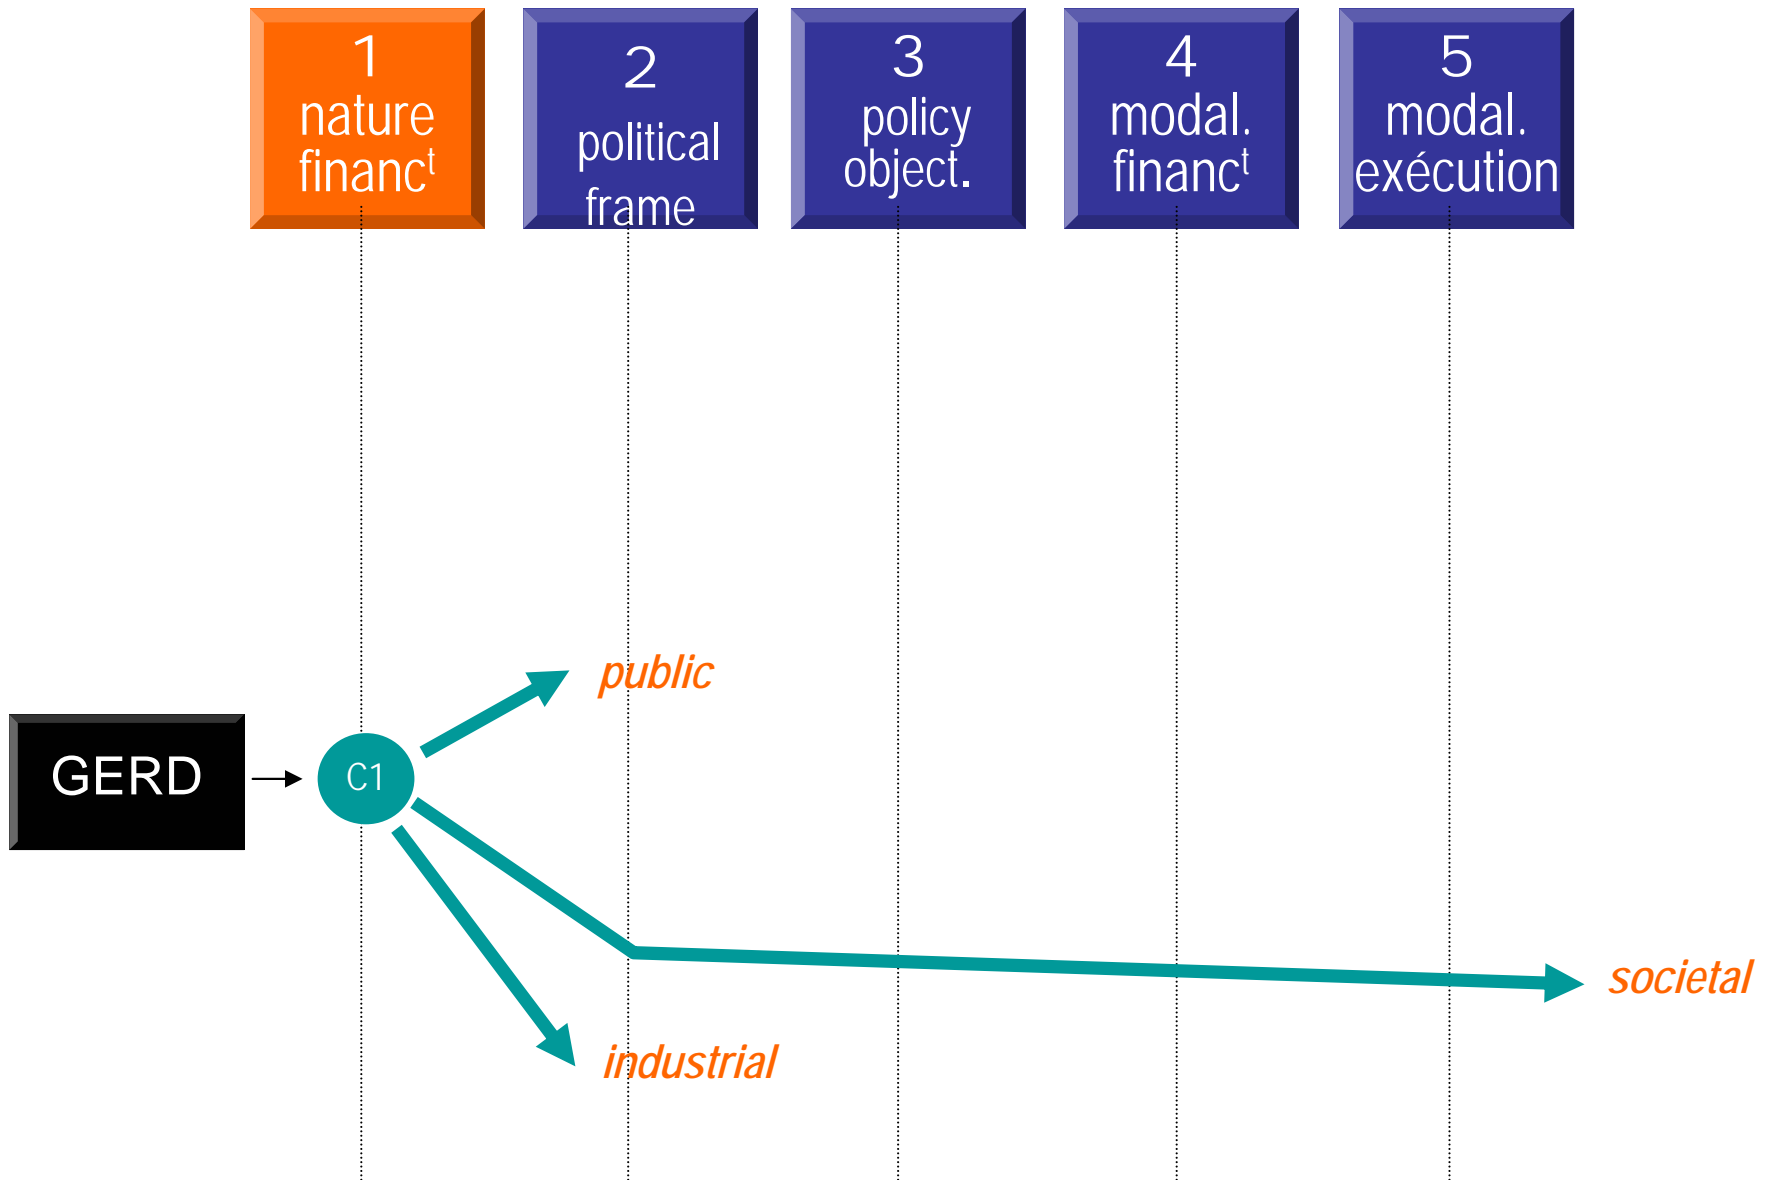 1
nature
financᵗ
2
political
frame
3
policy
object.
4
modal.
financᵗ
5
modal.
exécution
public
GERD
C1
societal
industrial